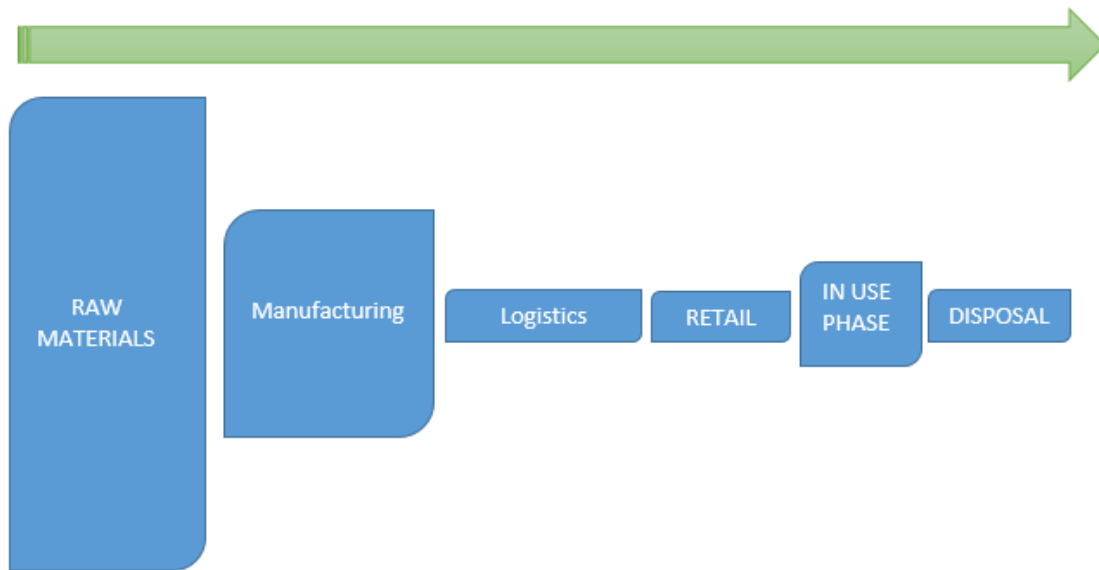 RAW
MATERIALS
Manufacturing
Logistics
RETAIL
IN USE
PHASE
DISPOSAL